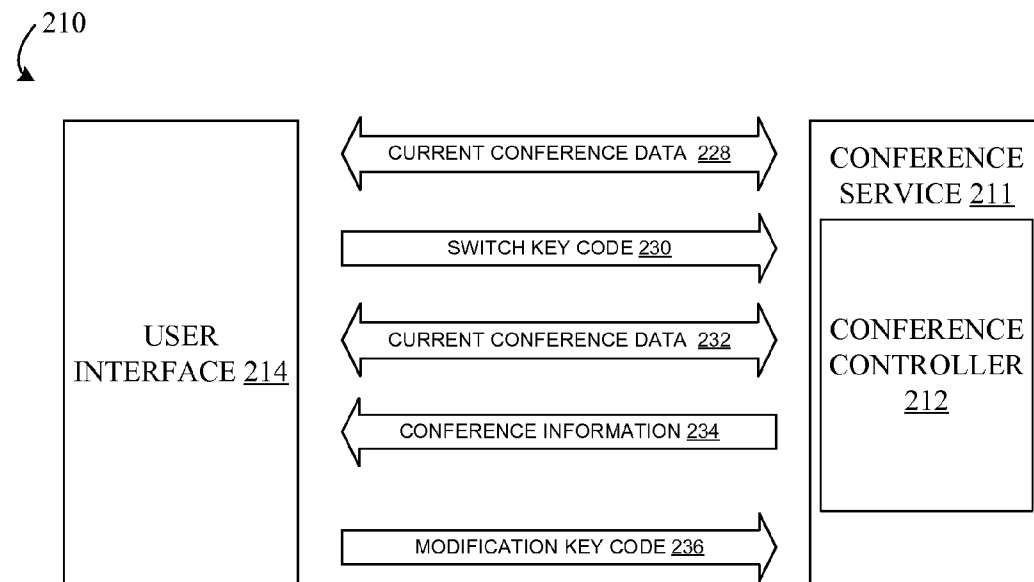 210
USER
INTERFACE 214
CURRENT CONFERENCE DATA 228
SWITCH KEY CODE 230
CURRENT CONFERENCE DATA 232
CONFERENCE INFORMATION 234
MODIFICATION KEY CODE 236
CONFERENCE
SERVICE 211
CONFERENCE
CONTROLLER
212